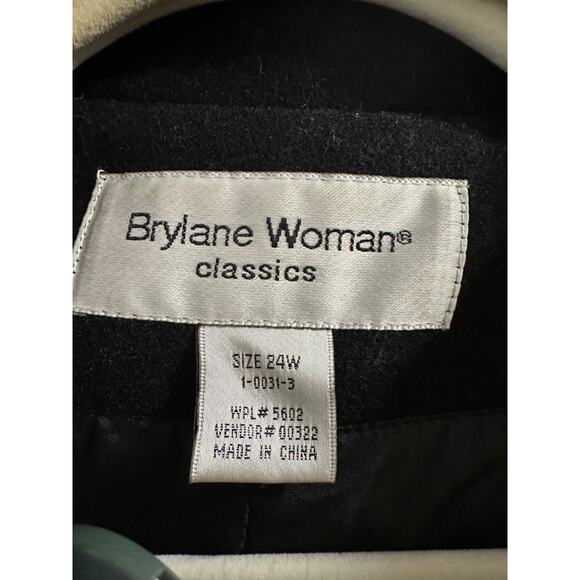 Brylane Woman®
classics
SIZE 24W
1-0031-3
WPL# 5602
VENDOR# 00322
MADE IN CHINA